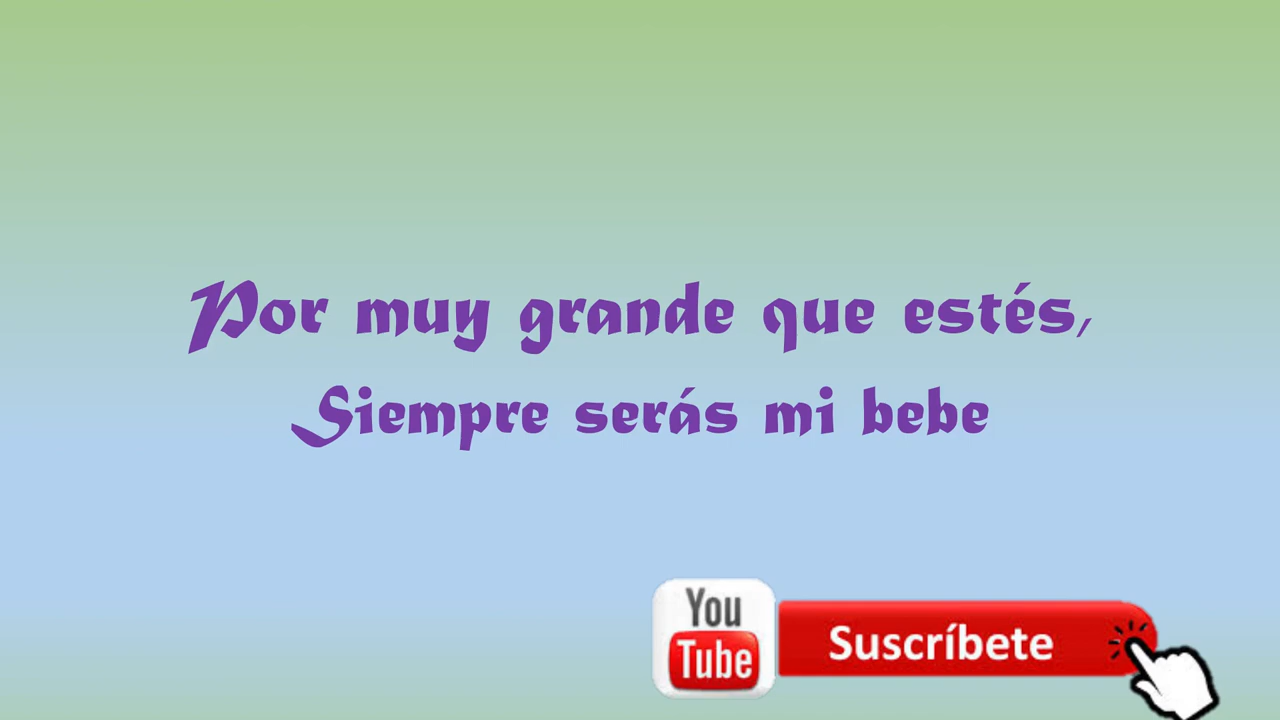 Por muy grande que estés,
Siempre serás mi bebe
You
Tube
Suscríbete